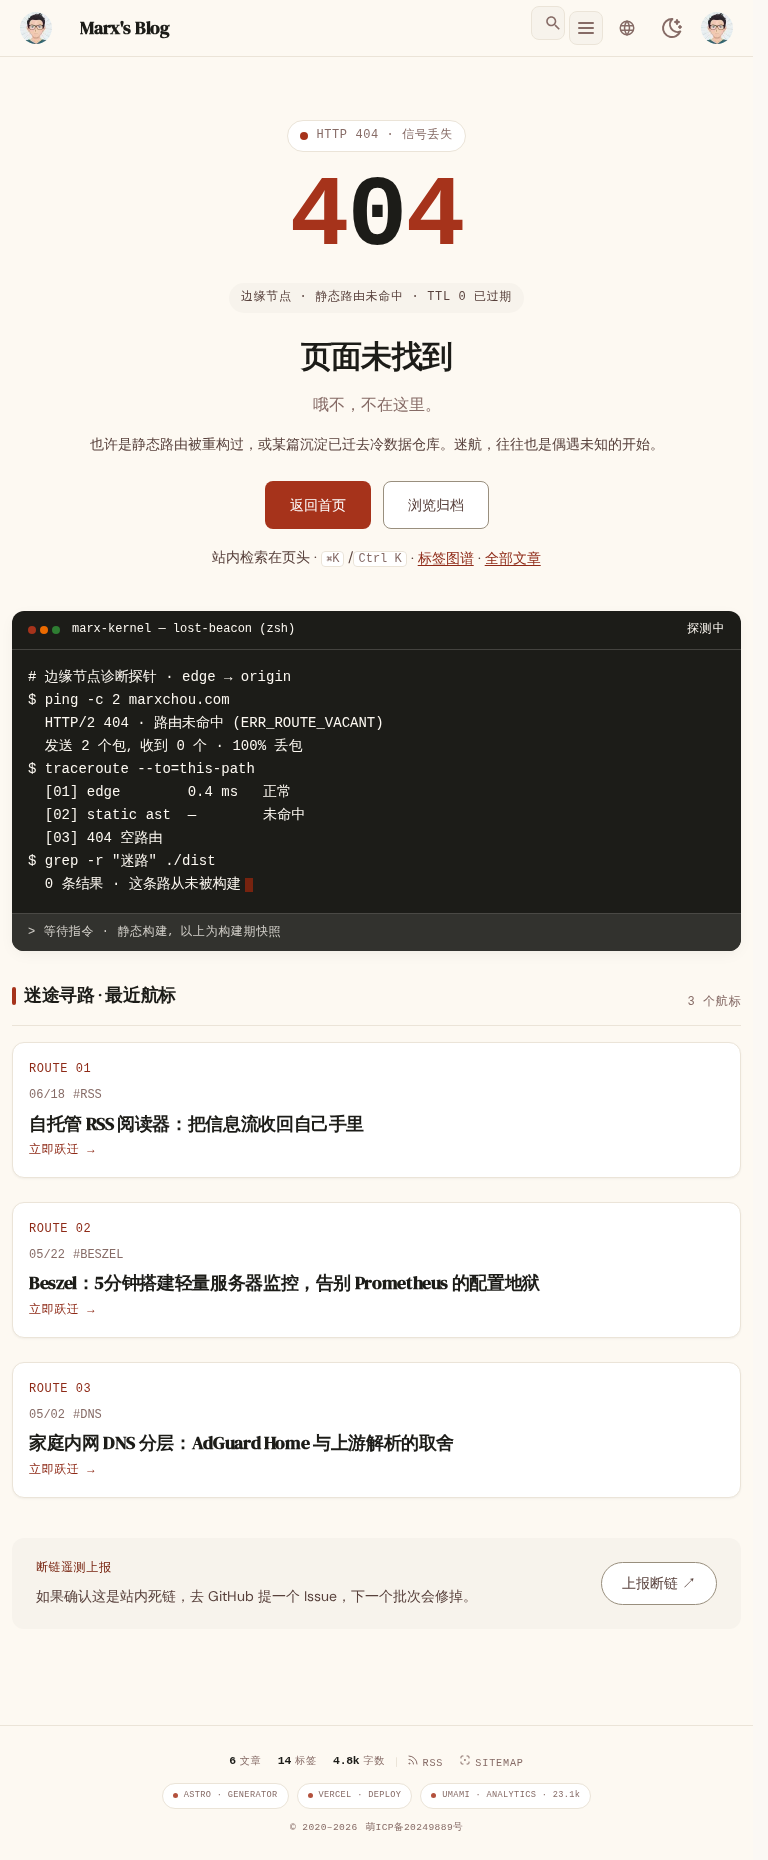 Marx's Blog
HTTP 404 · 信号丢失
404
边缘节点 · 静态路由未命中 · TTL 0 已过期
页面未找到
哦不，不在这里。
也许是静态路由被重构过，或某篇沉淀已迁去冷数据仓库。迷航，往往也是偶遇未知的开始。
返回首页
浏览归档
站内检索在页头 · ⌘K / Ctrl K · 标签图谱 · 全部文章
marx-kernel — lost-beacon (zsh)
探测中
# 边缘节点诊断探针 · edge → origin
$ ping -c 2 marxchou.com
HTTP/2 404 · 路由未命中 (ERR_ROUTE_VACANT)
发送 2 个包, 收到 0 个 · 100% 丢包
$ traceroute --to=this-path
[01] edge 0.4 ms 正常
[02] static ast — 未命中
[03] 404 空路由
$ grep -r "迷路" ./dist
0 条结果 · 这条路从未被构建
> 等待指令 · 静态构建, 以上为构建期快照
迷途寻路 · 最近航标
3 个航标
ROUTE 01
06/18 #RSS
自托管 RSS 阅读器：把信息流收回自己手里
立即跃迁 →
ROUTE 02
05/22 #BESZEL
Beszel：5分钟搭建轻量服务器监控，告别 Prometheus 的配置地狱
立即跃迁 →
ROUTE 03
05/02 #DNS
家庭内网 DNS 分层：AdGuard Home 与上游解析的取舍
立即跃迁 →
断链遥测上报
如果确认这是站内死链，去 GitHub 提一个 Issue，下一个批次会修掉。
上报断链 ↗
6 文章 14 标签 4.8k 字数 RSS SITEMAP
ASTRO · GENERATOR
VERCEL · DEPLOY
UMAMI · ANALYTICS · 23.1k
© 2020–2026 萌ICP备20249889号